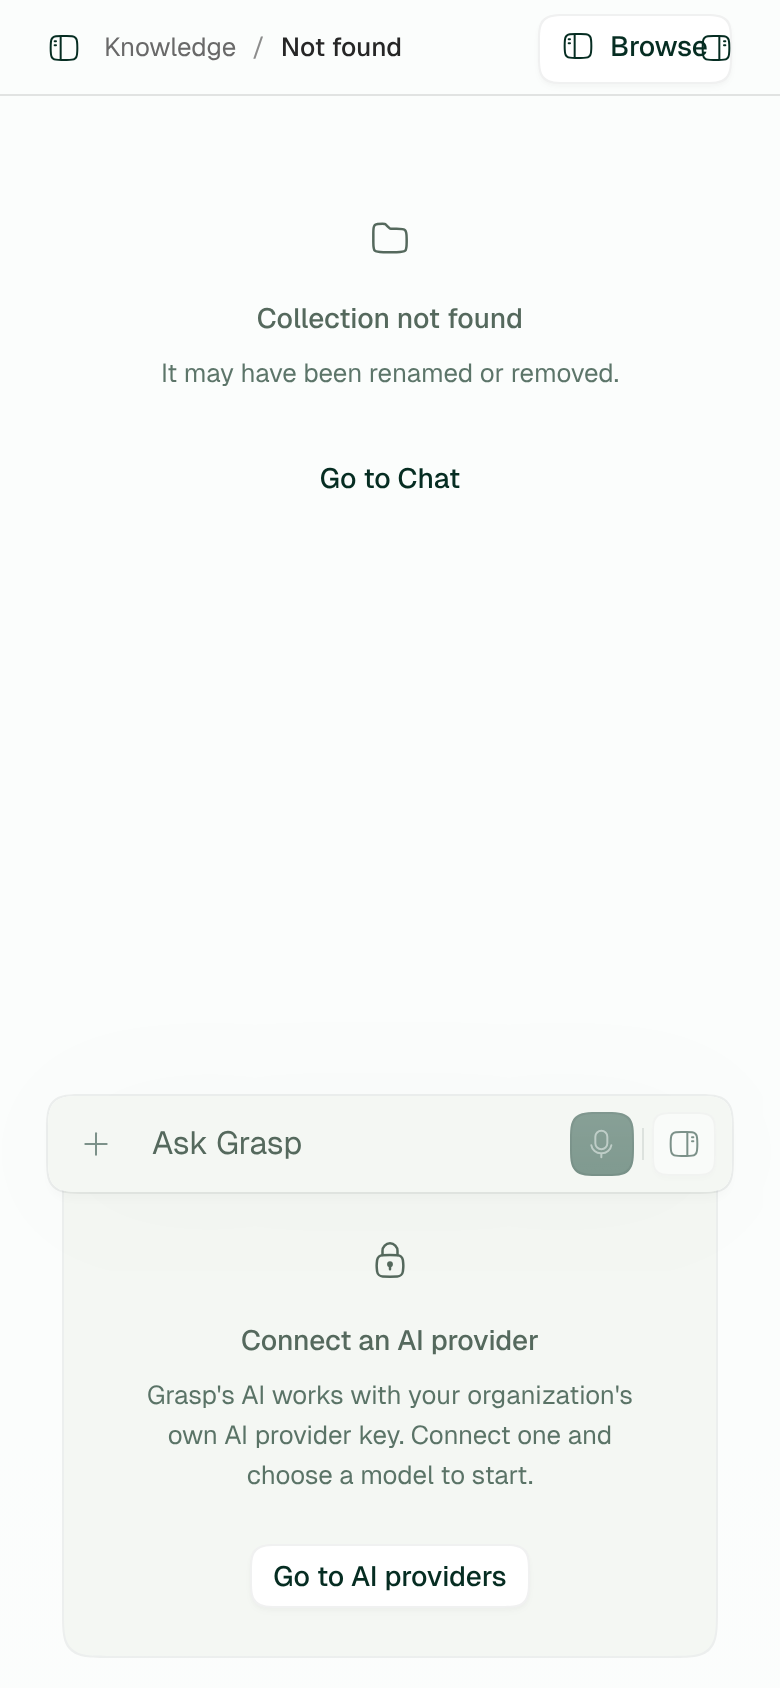 Knowledge / Not found
Browse
Collection not found
It may have been renamed or removed.
Go to Chat
Ask Grasp
Connect an AI provider
Grasp's AI works with your organization's
own AI provider key. Connect one and
choose a model to start.
Go to AI providers